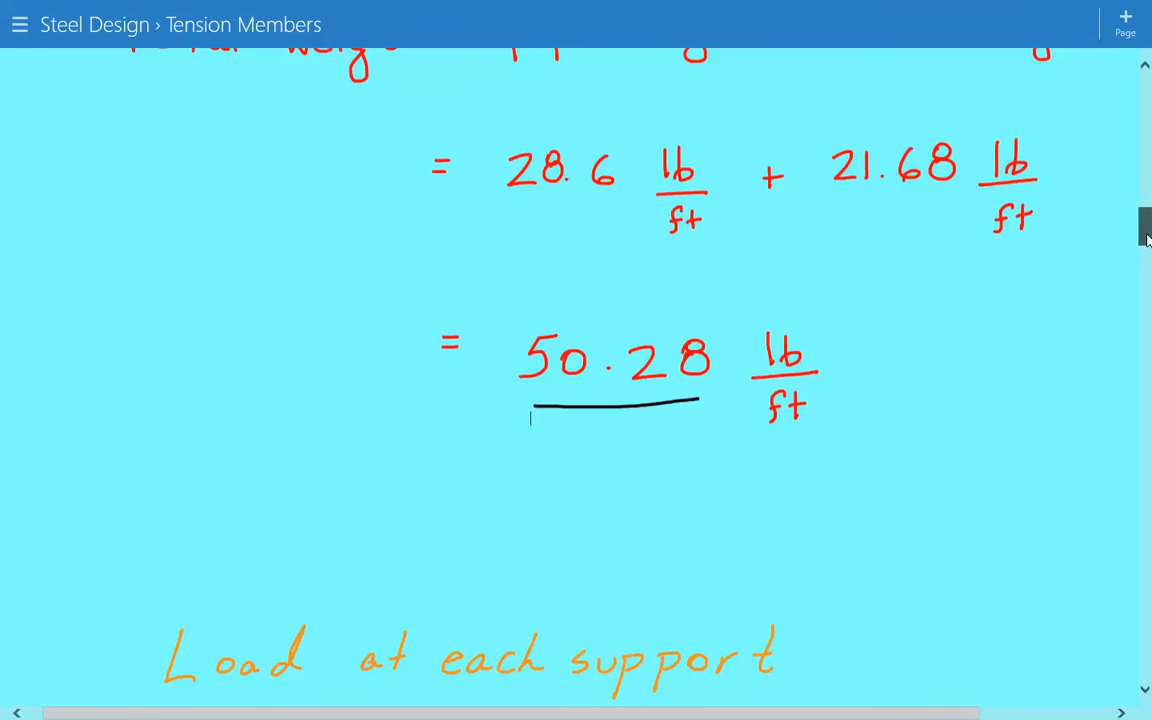 Steel Design › Tension Members
Page
= 28.6 lb/ft + 21.68 lb/ft
= 50.28 lb/ft
Load at each support